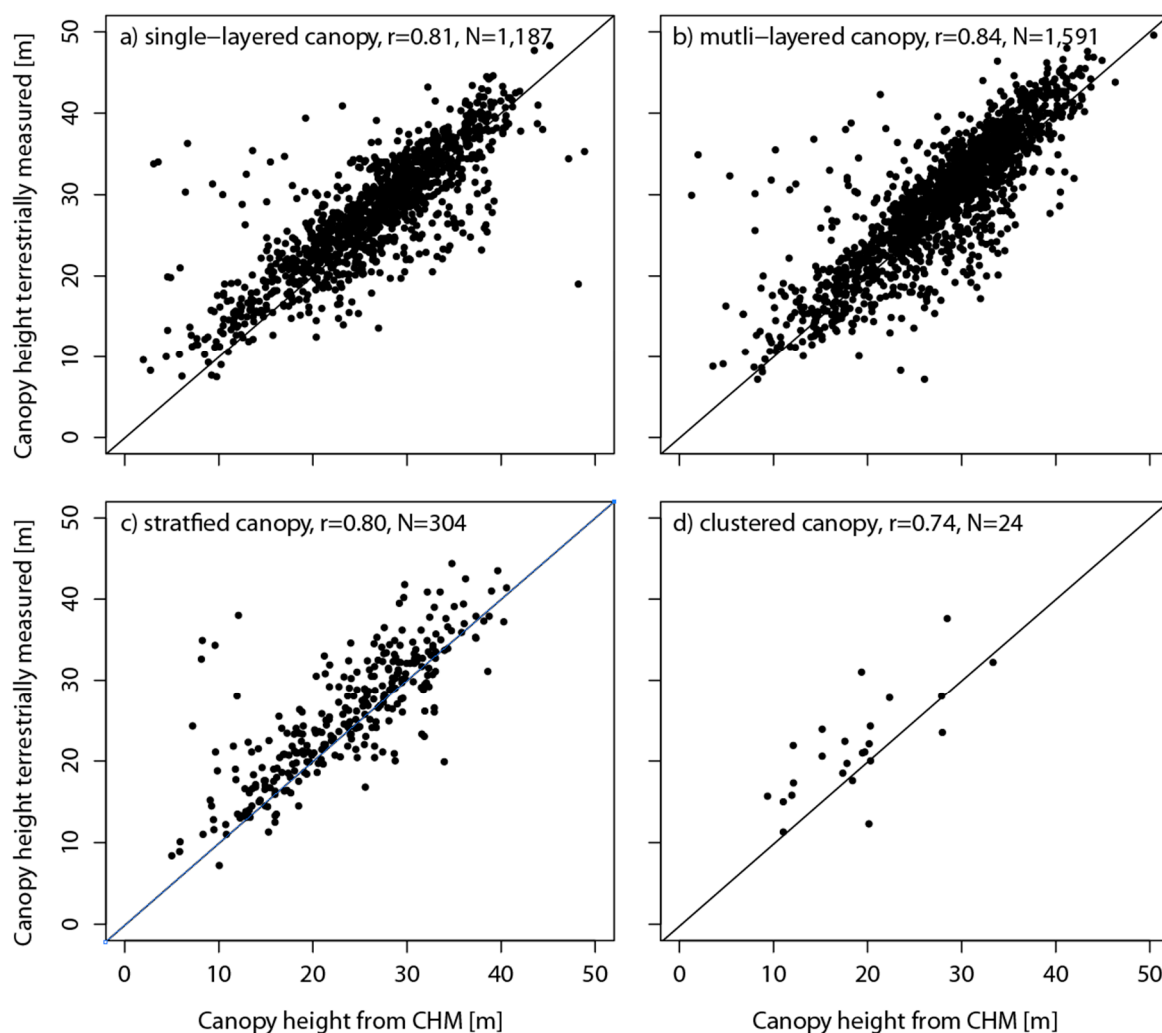 a) single-layered canopy, r=0.81, N=1,187
b) mutli-layered canopy, r=0.84, N=1,591
Canopy height terrestrially measured [m]
50
40
30
20
10
0
c) stratfied canopy, r=0.80, N=304
d) clustered canopy, r=0.74, N=24
Canopy height terrestrially measured [m]
50
40
30
20
10
0
0 10 20 30 40 50
0 10 20 30 40 50
Canopy height from CHM [m]
Canopy height from CHM [m]